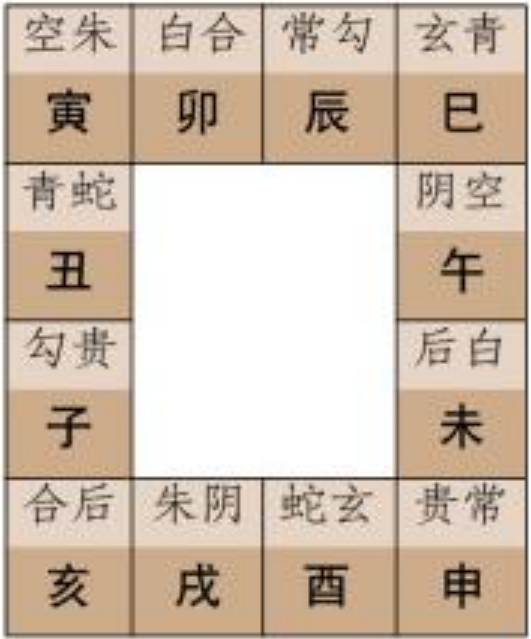 空朱 白合 常勾 玄青
寅 卯 辰 巳
青蛇 阴空
丑 午
勾贵 后白
子 未
合后 朱阴 蛇玄 贵常
亥 戌 酉 申